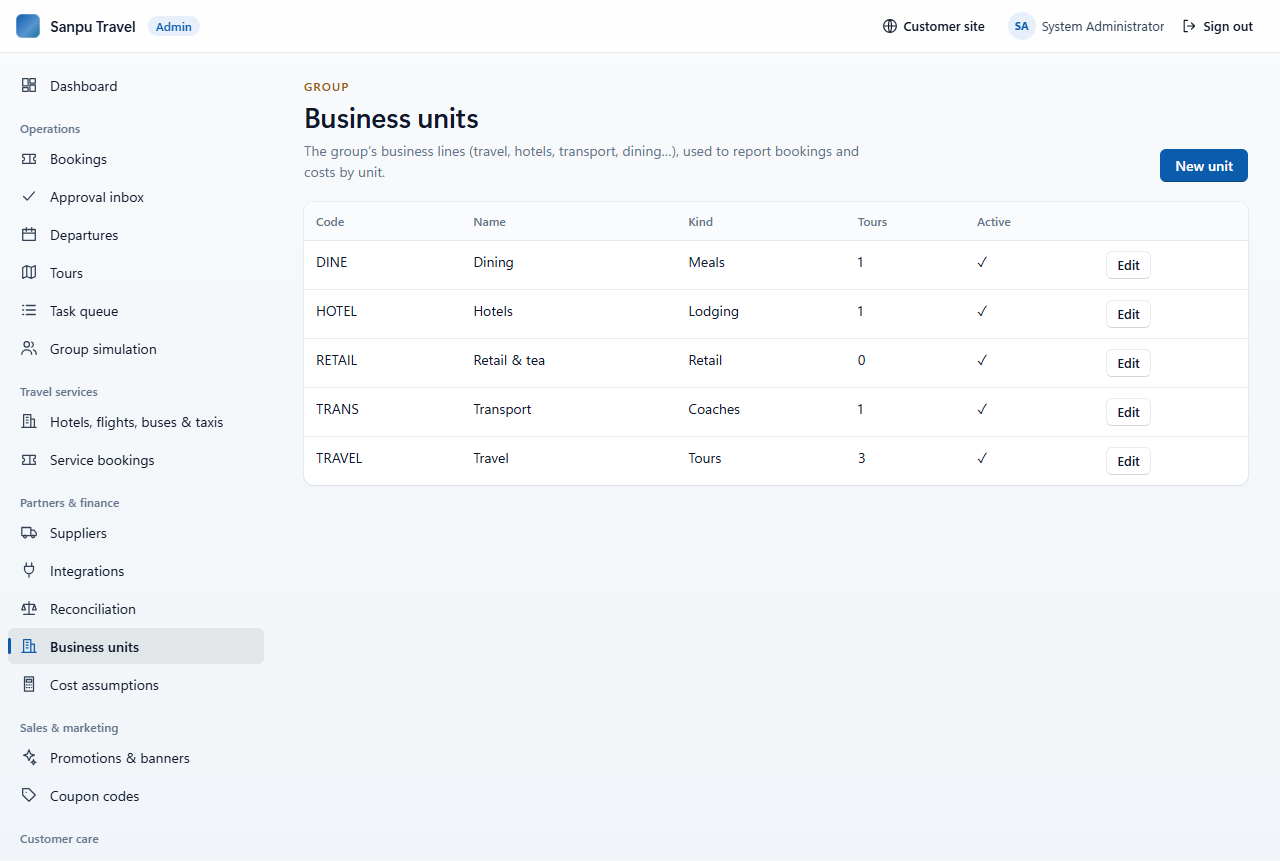 Sanpu Travel Admin Customer site SA System Administrator Sign out
Dashboard
Operations
Bookings
Approval inbox
Departures
Tours
Task queue
Group simulation
Travel services
Hotels, flights, buses & taxis
Service bookings
Partners & finance
Suppliers
Integrations
Reconciliation
Business units
Cost assumptions
Sales & marketing
Promotions & banners
Coupon codes
Customer care
GROUP
Business units
The group's business lines (travel, hotels, transport, dining…), used to report bookings and
costs by unit.
New unit
Code Name Kind Tours Active
DINE Dining Meals 1 ✓ Edit
HOTEL Hotels Lodging 1 ✓ Edit
RETAIL Retail & tea Retail 0 ✓ Edit
TRANS Transport Coaches 1 ✓ Edit
TRAVEL Travel Tours 3 ✓ Edit